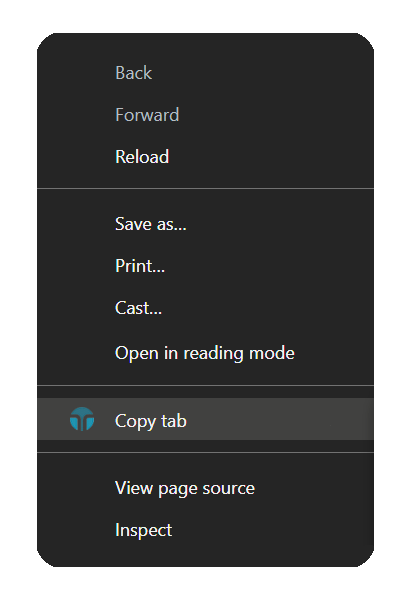 Back
Forward
Reload
Save as...
Print...
Cast...
Open in reading mode
Copy tab
View page source
Inspect